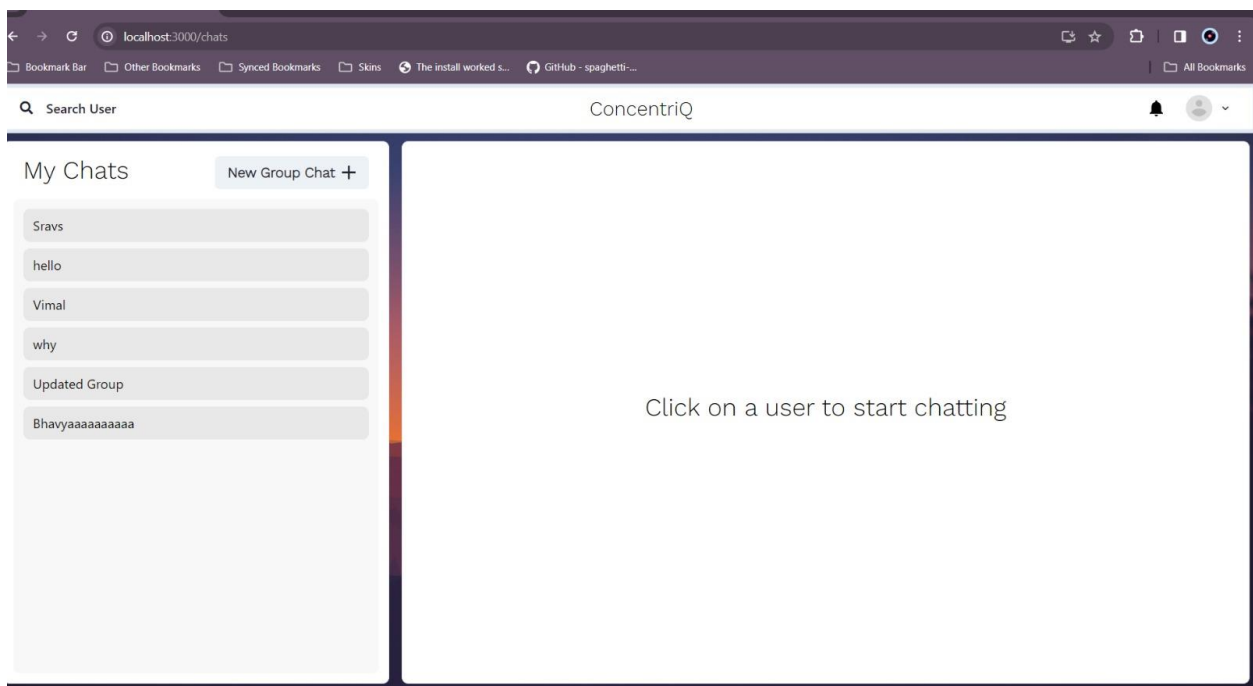 localhost:3000/chats
Bookmark Bar Other Bookmarks Synced Bookmarks Skins The install worked s... GitHub - spaghetti-... All Bookmarks
Search User ConcentriQ
My Chats New Group Chat +
Sravs
hello
Vimal
why
Updated Group
Bhavyaaaaaaaaaa
Click on a user to start chatting